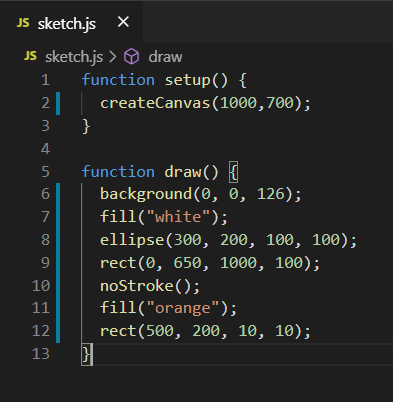 JS sketch.js ×
JS sketch.js > draw
1 function setup() {
2   createCanvas(1000,700);
3 }
4
5 function draw() {
6   background(0, 0, 126);
7   fill("white");
8   ellipse(300, 200, 100, 100);
9   rect(0, 650, 1000, 100);
10   noStroke();
11   fill("orange");
12   rect(500, 200, 10, 10);
13 }